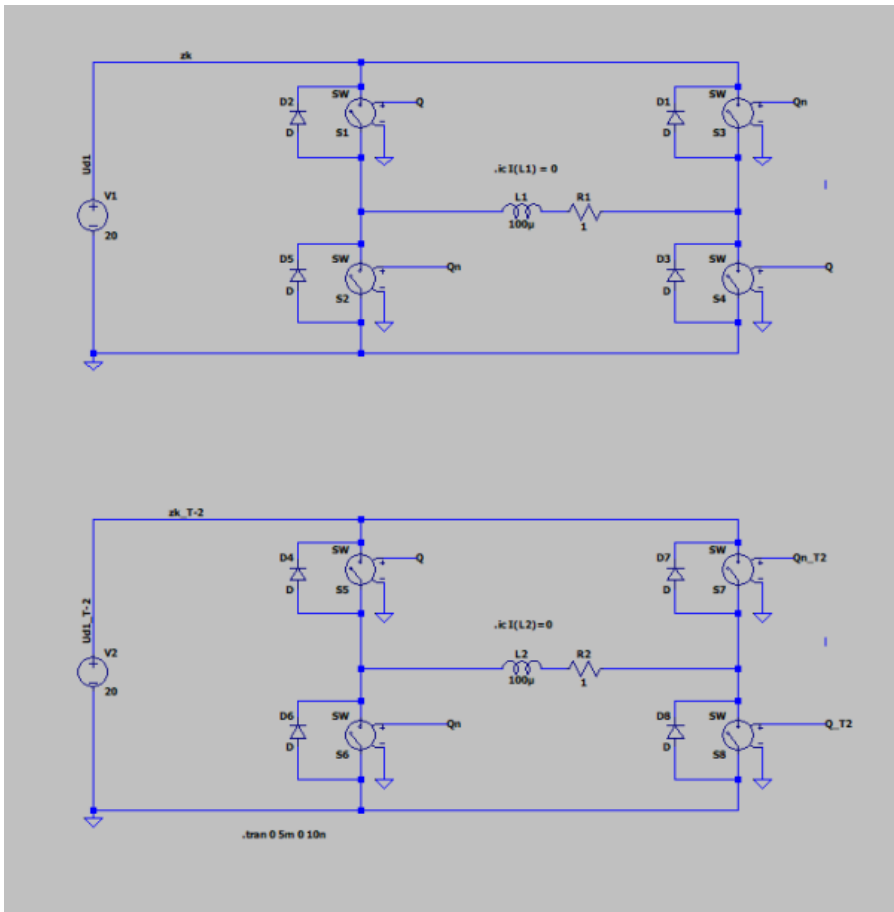 zk
D2
SW
D
S1
Q
D1
SW
D
S3
Qn
Ud1
V1
20
.ic I(L1) = 0
L1
100µ
R1
1
D5
SW
D
S2
Qn
D3
SW
D
S4
Q
zk_T-2
D4
SW
D
S5
Q
D7
SW
D
S7
Qn_T2
Ud1_T-2
V2
20
.ic I(L2)=0
L2
100µ
R2
1
D6
SW
D
S6
Qn
D8
SW
D
S8
Q_T2
.tran 0 5m 0 10n